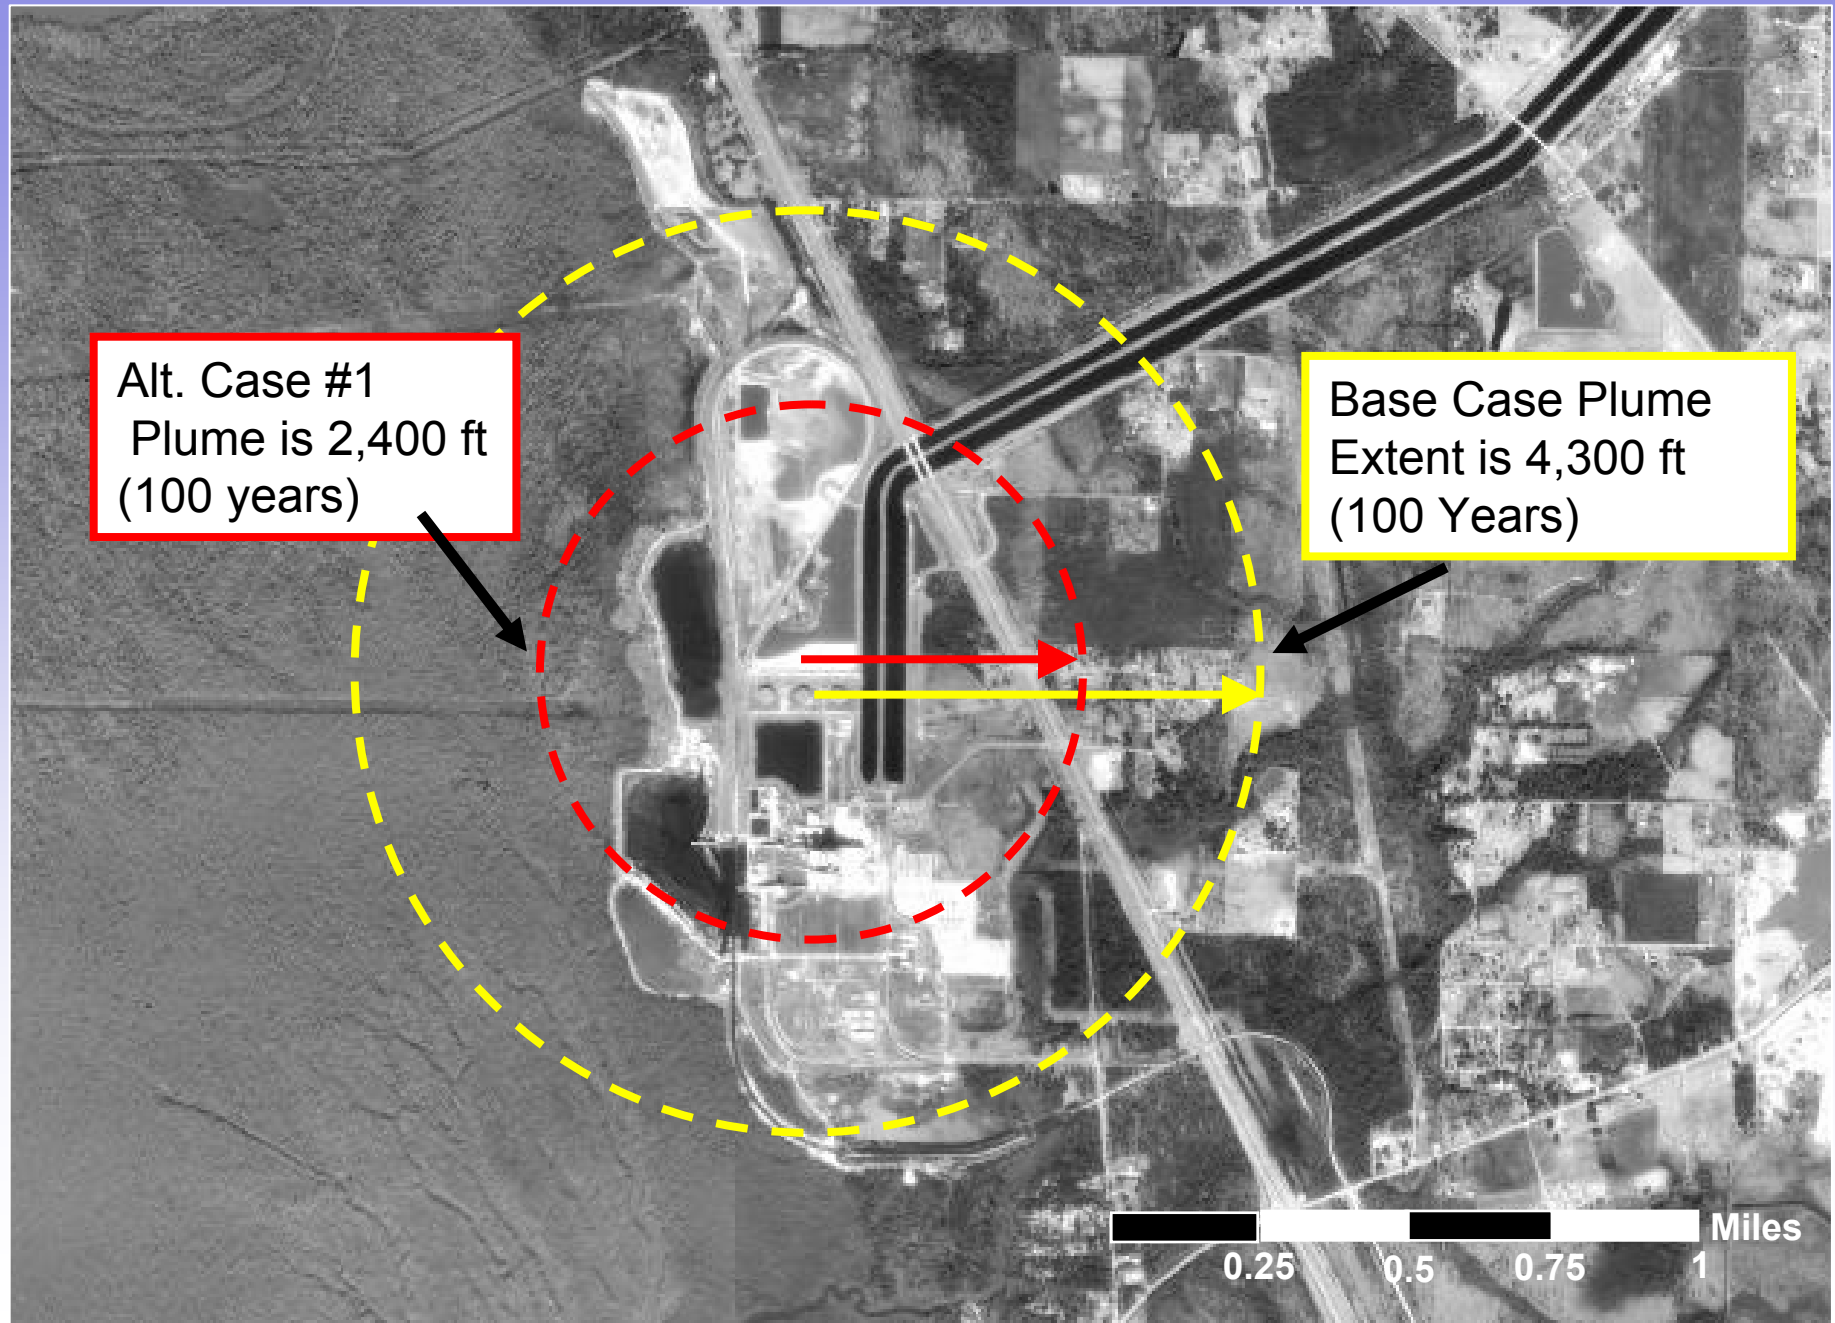 Alt. Case #1
Plume is 2,400 ft
(100 years)
Base Case Plume
Extent is 4,300 ft
(100 Years)
Miles
0.25 0.5 0.75 1